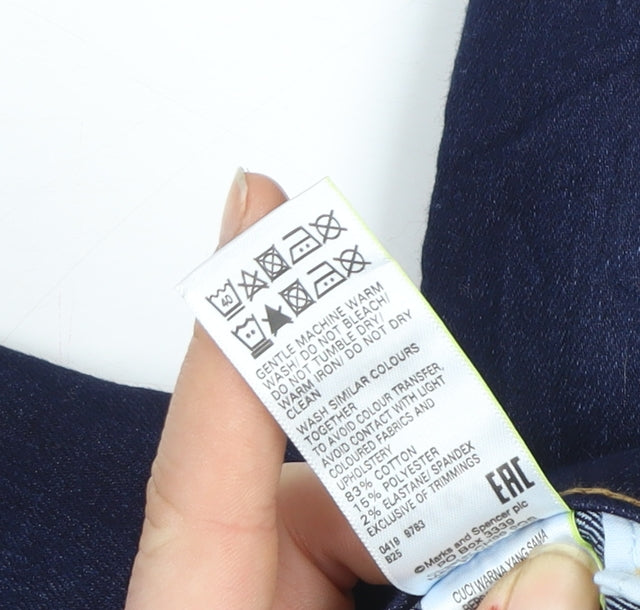 40
GENTLE MACHINE WARM
WASH/ DO NOT BLEACH/
DO NOT TUMBLE DRY/
WARM IRON/ DO NOT DRY
CLEAN
WASH SIMILAR COLOURS
TOGETHER
TO AVOID COLOUR TRANSFER,
AVOID CONTACT WITH LIGHT
COLOURED FABRICS AND
UPHOLSTERY
83% COTTON
15% POLYESTER
2% ELASTANE/ SPANDEX
EXCLUSIVE OF TRIMMINGS
EAC
0418 9763
625
©Marks and Spencer plc
PO BOX 3339
CUCI WARNA YANG SAMA